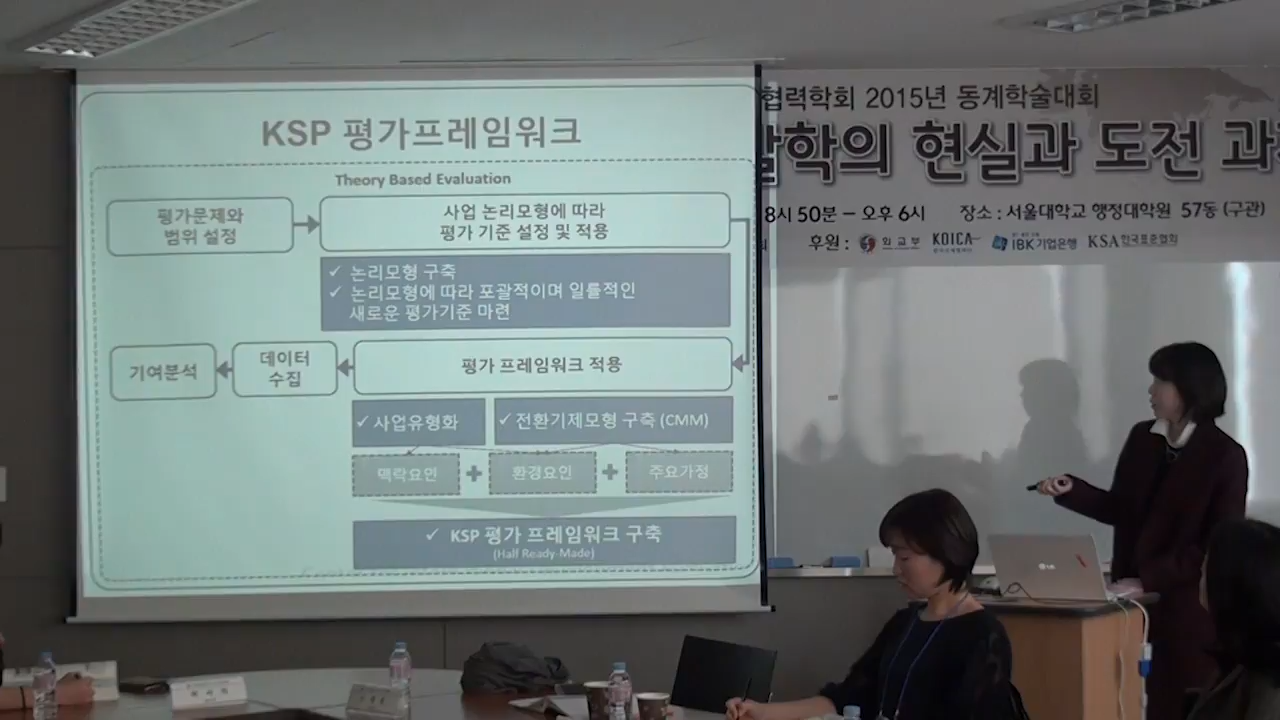 KSP 평가프레임워크
Theory Based Evaluation
평가문제와
범위 설정
사업 논리모형에 따라
평가 기준 설정 및 적용
✓ 논리모형 구축
✓ 논리모형에 따라 포괄적이며 일률적인
새로운 평가기준 마련
기여분석
데이터
수집
평가 프레임워크 적용
✓ 사업유형화
✓ 전환기제모형 구축 (CMM)
맥락요인
+
환경요인
+
주요가정
✓ KSP 평가 프레임워크 구축
(Half Ready-Made)
협력학회 2015년 동계학술대회
학의 현실과 도전 과
8시 50분 – 오후 6시
장소 : 서울대학교 행정대학원 57동 (구관)
후원 :
외교부
KOICA
IBK기업은행
KSA한국표준협회
LG